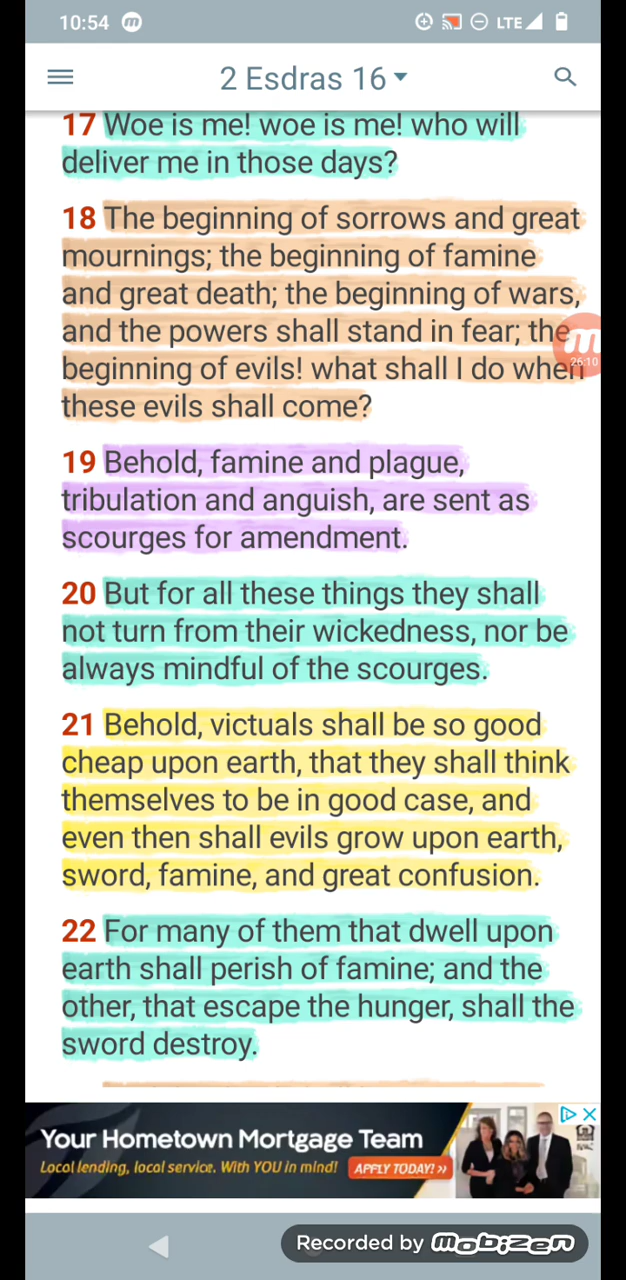 10:54 m LTE
2 Esdras 16
17 Woe is me! woe is me! who will
deliver me in those days?
18 The beginning of sorrows and great
mournings; the beginning of famine
and great death; the beginning of wars,
and the powers shall stand in fear; the
m
26:10
beginning of evils! what shall I do when
these evils shall come?
19 Behold, famine and plague,
tribulation and anguish, are sent as
scourges for amendment.
20 But for all these things they shall
not turn from their wickedness, nor be
always mindful of the scourges.
21 Behold, victuals shall be so good
cheap upon earth, that they shall think
themselves to be in good case, and
even then shall evils grow upon earth,
sword, famine, and great confusion.
22 For many of them that dwell upon
earth shall perish of famine; and the
other, that escape the hunger, shall the
sword destroy.
Your Hometown Mortgage Team
Local lending, local service. With YOU in mind! APPLY TODAY! »
Recorded by mobizen